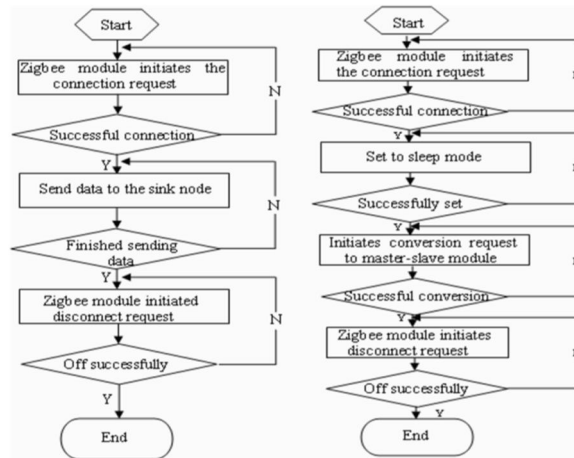 Start
Zigbee module initiates the
connection request
N
Successful connection
Y
Send data to the sink node
N
Finished sending
data
Y
Zigbee module initiated
disconnect request
N
Off successfully
Y
End
Start
Zigbee module initiates
the connection request
Successful connection
Y
Set to sleep mode
Successfully set
Y
Initiates conversion request
to master-slave module
Successful conversion
Y
Zigbee module initiates
disconnect request
Off successfully
Y
End